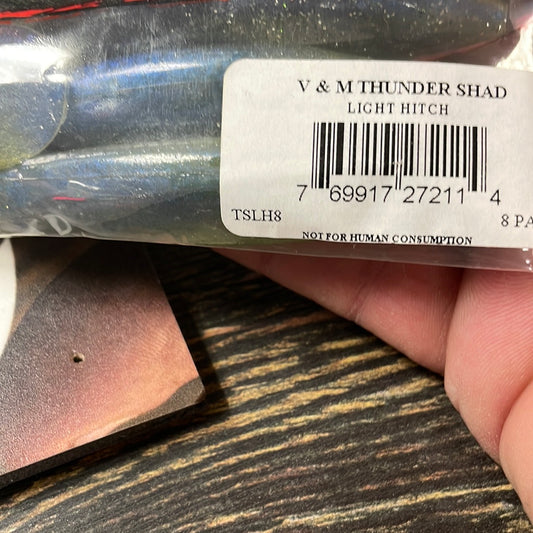 V & M THUNDER SHAD
LIGHT HITCH
7 69917 27211 4
TSLH8 8 PA
NOT FOR HUMAN CONSUMPTION